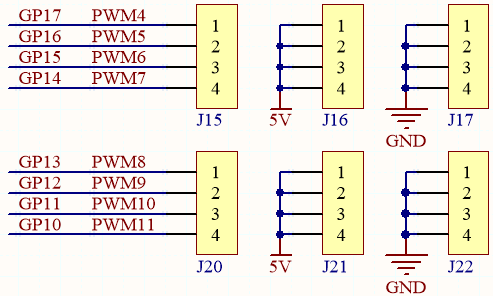 GP17 PWM4 1 1 1
GP16 PWM5 2 2 2
GP15 PWM6 3 3 3
GP14 PWM7 4 4 4
J15 5V J16 J17
GND
GP13 PWM8 1 1 1
GP12 PWM9 2 2 2
GP11 PWM10 3 3 3
GP10 PWM11 4 4 4
J20 5V J21 J22
GND